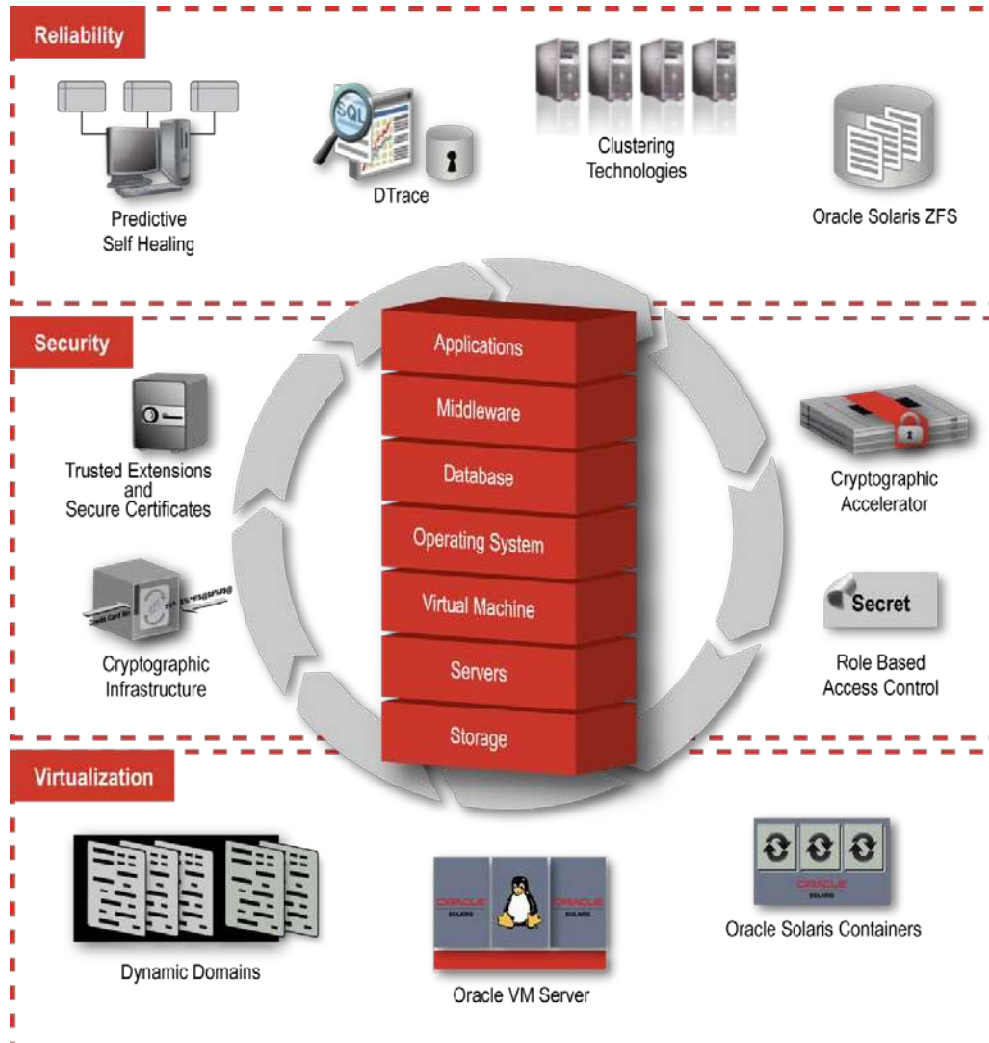 Reliability
SQL
Predictive
Self Healing
DTrace
Clustering
Technologies
Oracle Solaris ZFS
Security
Trusted Extensions
and
Secure Certificates
Cryptographic
Infrastructure
Applications
Middleware
Database
Operating System
Virtual Machine
Servers
Storage
Cryptographic
Accelerator
Secret
Role Based
Access Control
Virtualization
Dynamic Domains
ORACLE
SOLARIS
ORACLE
SOLARIS
Oracle VM Server
ORACLE
SOLARIS
Oracle Solaris Containers